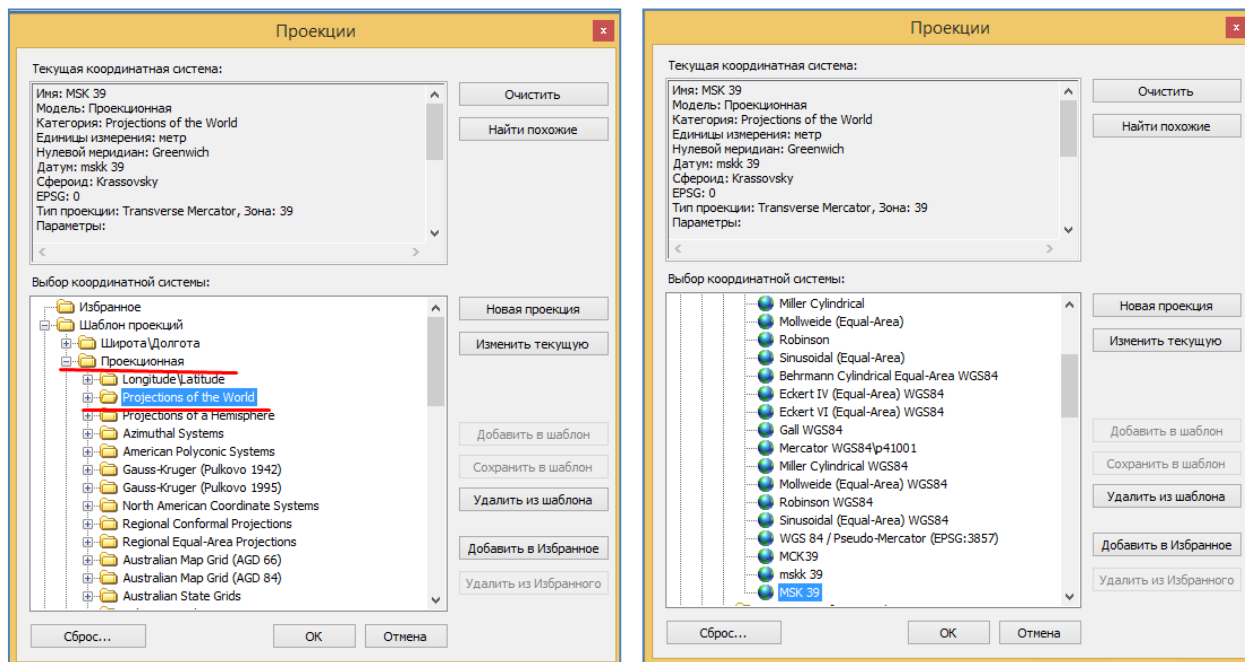 Проекции
x
Текущая координатная система:
Имя: MSK 39
Модель: Проекционная
Категория: Projections of the World
Единицы измерения: метр
Нулевой меридиан: Greenwich
Датум: mskk 39
Сфероид: Krassovsky
EPSG: 0
Тип проекции: Transverse Mercator, Зона: 39
Параметры:
Очистить
Найти похожие
Выбор координатной системы:
Избранное
Шаблон проекций
Широта\Долгота
Проекционная
Longitude\Latitude
Projections of the World
Projections of a Hemisphere
Azimuthal Systems
American Polyconic Systems
Gauss-Kruger (Pulkovo 1942)
Gauss-Kruger (Pulkovo 1995)
North American Coordinate Systems
Regional Conformal Projections
Regional Equal-Area Projections
Australian Map Grid (AGD 66)
Australian Map Grid (AGD 84)
Australian State Grids
Новая проекция
Изменить текущую
Добавить в шаблон
Сохранить в шаблон
Удалить из шаблона
Добавить в Избранное
Удалить из Избранного
Сброс...
ОК
Отмена
Проекции
x
Текущая координатная система:
Имя: MSK 39
Модель: Проекционная
Категория: Projections of the World
Единицы измерения: метр
Нулевой меридиан: Greenwich
Датум: mskk 39
Сфероид: Krassovsky
EPSG: 0
Тип проекции: Transverse Mercator, Зона: 39
Параметры:
Очистить
Найти похожие
Выбор координатной системы:
Miller Cylindrical
Mollweide (Equal-Area)
Robinson
Sinusoidal (Equal-Area)
Behrmann Cylindrical Equal-Area WGS84
Eckert IV (Equal-Area) WGS84
Eckert VI (Equal-Area) WGS84
Gall WGS84
Mercator WGS84\p41001
Miller Cylindrical WGS84
Mollweide (Equal-Area) WGS84
Robinson WGS84
Sinusoidal (Equal-Area) WGS84
WGS 84 / Pseudo-Mercator (EPSG:3857)
МСК39
mskk 39
MSK 39
Новая проекция
Изменить текущую
Добавить в шаблон
Сохранить в шаблон
Удалить из шаблона
Добавить в Избранное
Удалить из Избранного
Сброс...
ОК
Отмена